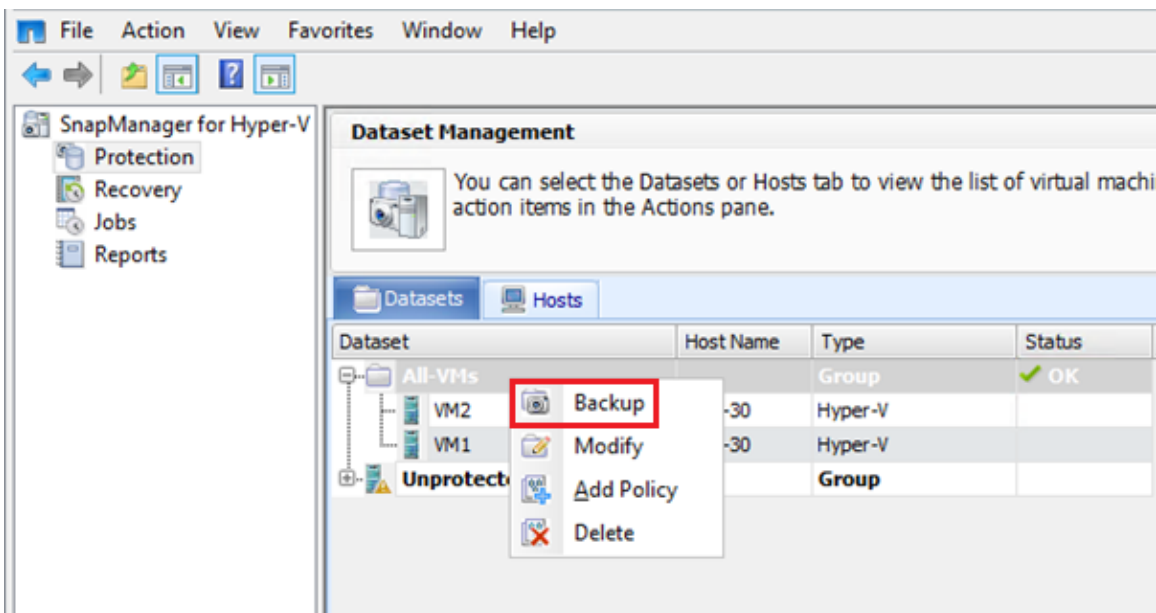 File Action View Favorites Window Help
SnapManager for Hyper-V
Protection
Recovery
Jobs
Reports
Dataset Management
You can select the Datasets or Hosts tab to view the list of virtual machi
action items in the Actions pane.
Datasets Hosts
Dataset Host Name Type Status
All-VMs Group OK
VM2 -30 Hyper-V
VM1 -30 Hyper-V
Unprotect Group
Backup
Modify
Add Policy
Delete